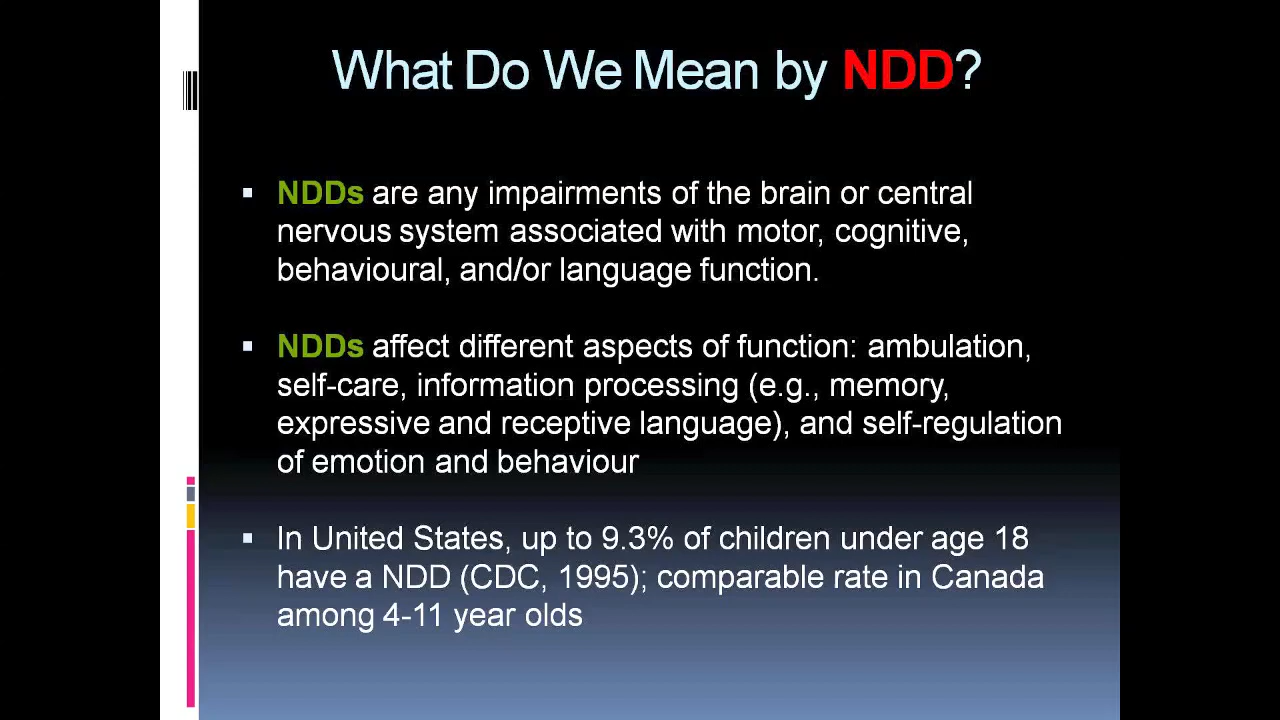 What Do We Mean by NDD?
▪ NDDs are any impairments of the brain or central
nervous system associated with motor, cognitive,
behavioural, and/or language function.
▪ NDDs affect different aspects of function: ambulation,
self-care, information processing (e.g., memory,
expressive and receptive language), and self-regulation
of emotion and behaviour
▪ In United States, up to 9.3% of children under age 18
have a NDD (CDC, 1995); comparable rate in Canada
among 4-11 year olds